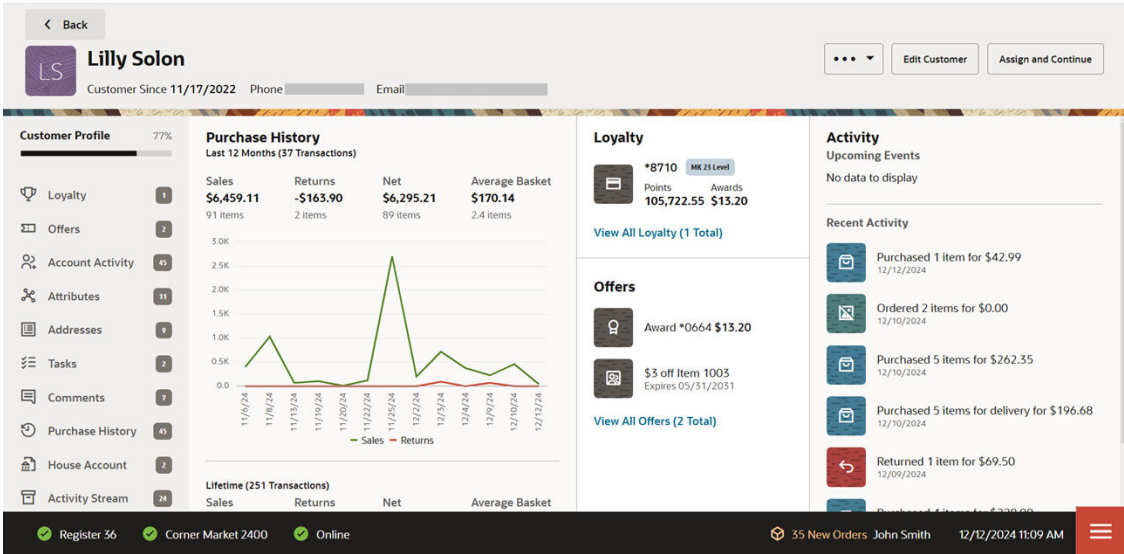 Back
LS
Lilly Solon
Customer Since 11/17/2022 Phone Email
••• Edit Customer Assign and Continue
Customer Profile 77%
Loyalty 1
Offers 2
Account Activity 45
Attributes 11
Addresses 9
Tasks 2
Comments 7
Purchase History 45
House Account 2
Activity Stream 24
Purchase History
Last 12 Months (37 Transactions)
Sales Returns Net Average Basket
$6,459.11 -$163.90 $6,295.21 $170.14
91 items 2 items 89 items 2.4 items
3.0K
2.5K
2.0K
1.5K
1.0K
0.5K
0.0
11/6/24 11/8/24 11/13/24 11/19/24 11/20/24 11/22/24 11/25/24 12/2/24 12/3/24 12/4/24 12/9/24 12/10/24 12/12/24
Sales Returns
Lifetime (251 Transactions)
Sales Returns Net Average Basket
Loyalty
*8710 MK 23 Level
Points Awards
105,722.55 $13.20
View All Loyalty (1 Total)
Offers
Award *0664 $13.20
$3 off Item 1003
Expires 05/31/2031
View All Offers (2 Total)
Activity
Upcoming Events
No data to display
Recent Activity
Purchased 1 item for $42.99
12/12/2024
Ordered 2 items for $0.00
12/10/2024
Purchased 5 items for $262.35
12/10/2024
Purchased 5 items for delivery for $196.68
12/10/2024
Returned 1 item for $69.50
12/09/2024
Register 36 Corner Market 2400 Online 35 New Orders John Smith 12/12/2024 11:09 AM